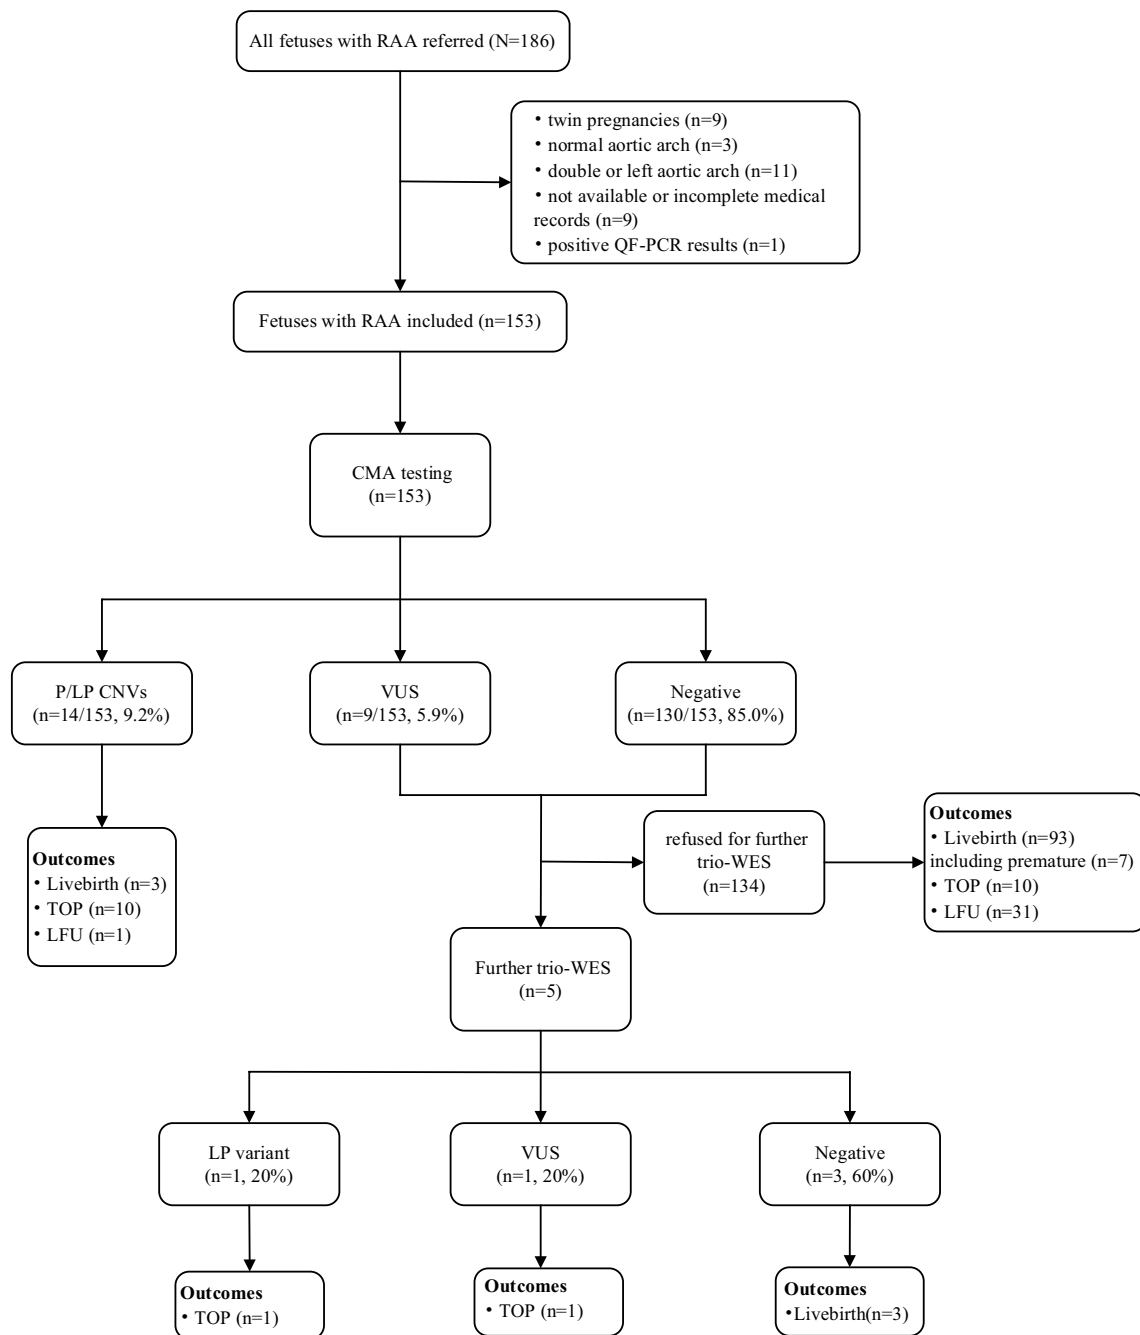 All fetuses with RAA referred (N=186)
• twin pregnancies (n=9)
• normal aortic arch (n=3)
• double or left aortic arch (n=11)
• not available or incomplete medical
records (n=9)
• positive QF-PCR results (n=1)
Fetuses with RAA included (n=153)
CMA testing
(n=153)
P/LP CNVs
(n=14/153, 9.2%)
VUS
(n=9/153, 5.9%)
Negative
(n=130/153, 85.0%)
Outcomes
• Livebirth (n=3)
• TOP (n=10)
• LFU (n=1)
refused for further
trio-WES
(n=134)
Outcomes
• Livebirth (n=93)
including premature (n=7)
• TOP (n=10)
• LFU (n=31)
Further trio-WES
(n=5)
LP variant
(n=1, 20%)
VUS
(n=1, 20%)
Negative
(n=3, 60%)
Outcomes
• TOP (n=1)
Outcomes
• TOP (n=1)
Outcomes
•Livebirth(n=3)